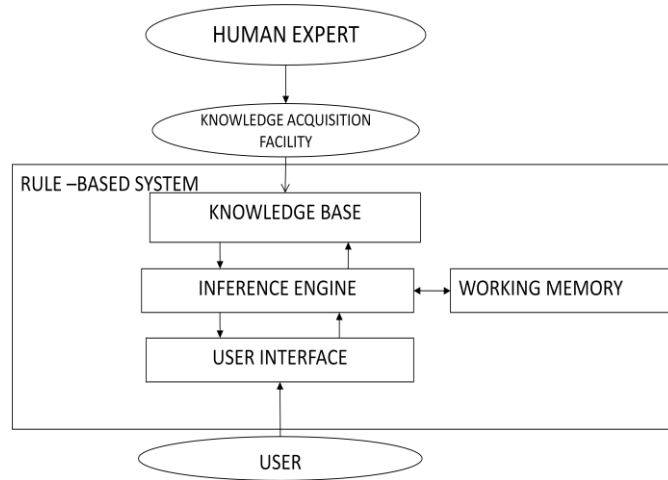 HUMAN EXPERT
KNOWLEDGE ACQUISITION
FACILITY
RULE –BASED SYSTEM
KNOWLEDGE BASE
INFERENCE ENGINE
WORKING MEMORY
USER INTERFACE
USER